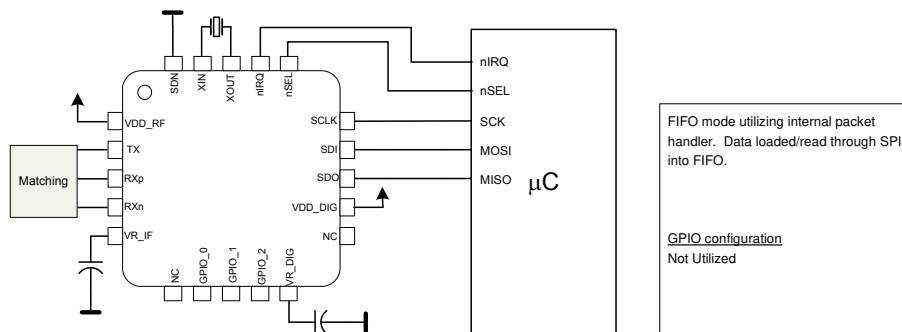 SDN
XIN
XOUT
nIRQ
nSEL
VDD_RF
TX
RXp
RXn
VR_IF
Matching
SCLK
SDI
SDO
VDD_DIG
NC
NC
GPIO_0
GPIO_1
GPIO_2
VR_DIG
nIRQ
nSEL
SCK
MOSI
MISO
μC
FIFO mode utilizing internal packet
handler. Data loaded/read through SPI
into FIFO.
GPIO configuration
Not Utilized